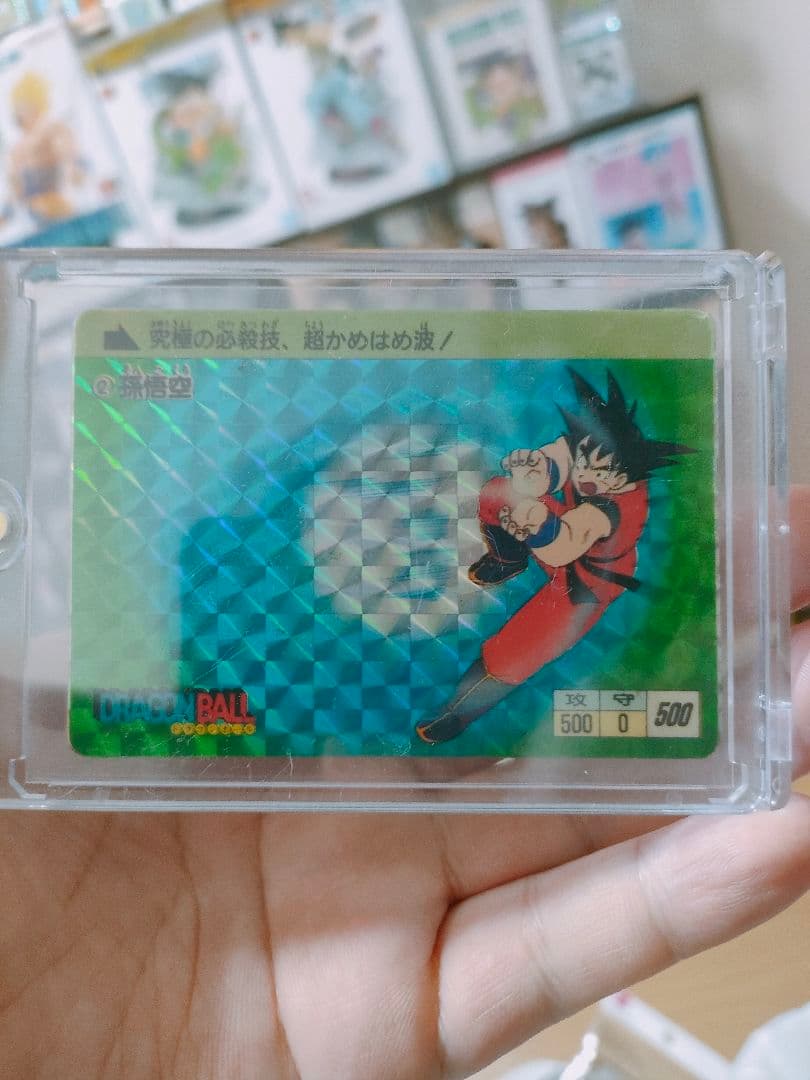 究極の必殺技、超かめはめ波!
② 孫悟空
DRAGON BALL
攻 守
500 0 500